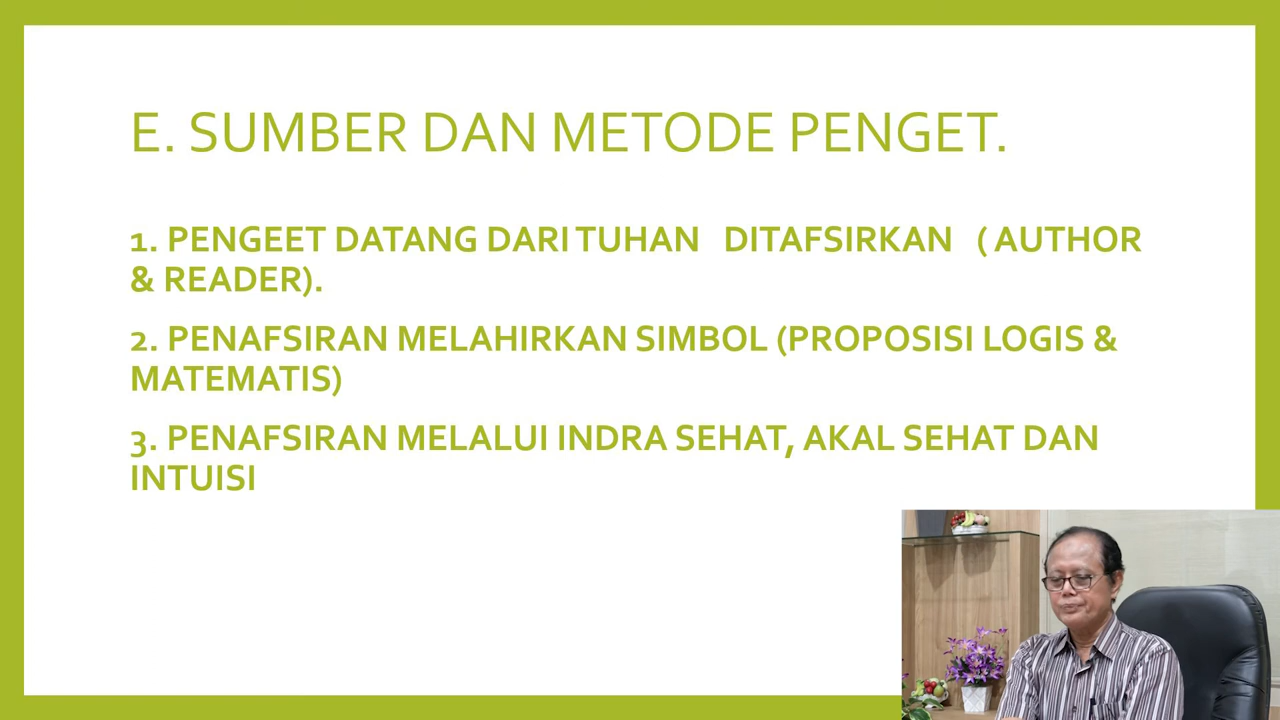 E. SUMBER DAN METODE PENGET.
1. PENGEET DATANG DARI TUHAN DITAFSIRKAN ( AUTHOR
& READER).
2. PENAFSIRAN MELAHIRKAN SIMBOL (PROPOSISI LOGIS &
MATEMATIS)
3. PENAFSIRAN MELALUI INDRA SEHAT, AKAL SEHAT DAN
INTUISI